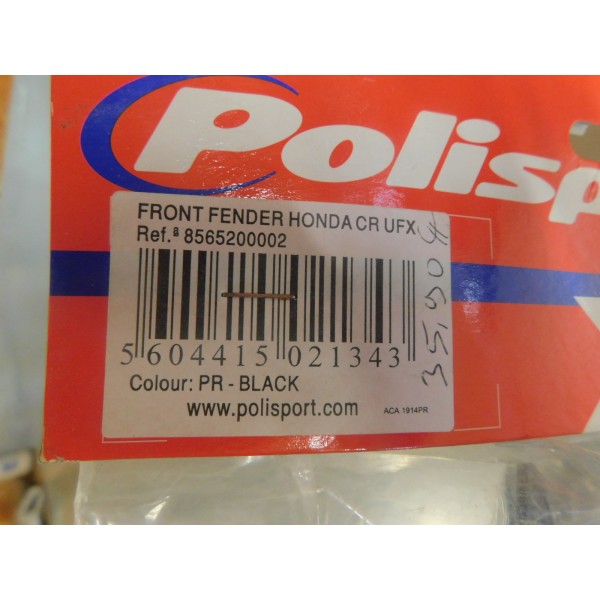 Polisp
FRONT FENDER HONDA CR UFX
Ref.ª 8565200002
5 604415 021343
Colour: PR - BLACK
www.polisport.com
ACA 1914PR
35,90